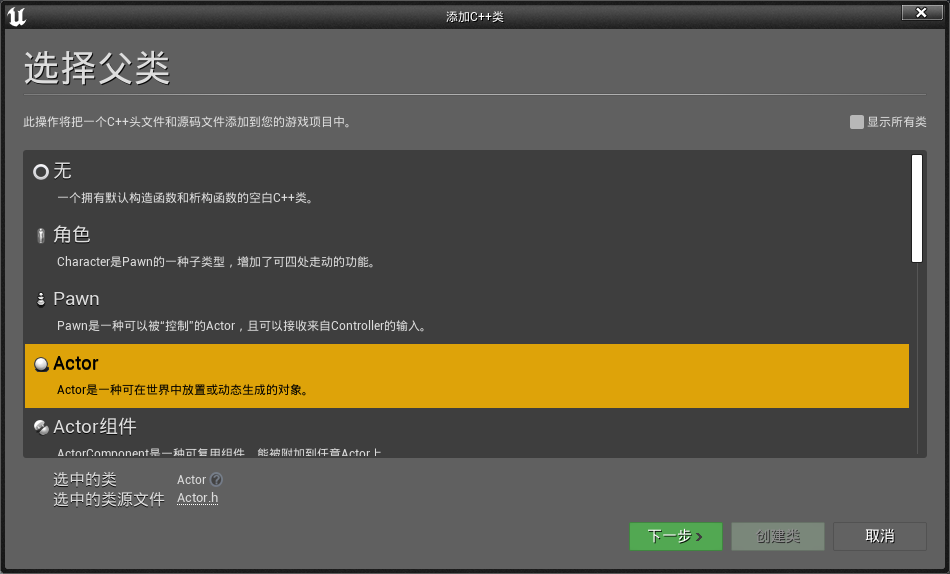 添加C++类
选择父类
此操作将把一个C++头文件和源码文件添加到您的游戏项目中。
显示所有类
无
一个拥有默认构造函数和析构函数的空白C++类。
角色
Character是Pawn的一种子类型，增加了可四处走动的功能。
Pawn
Pawn是一种可以被“控制”的Actor，且可以接收来自Controller的输入。
Actor
Actor是一种可在世界中放置或动态生成的对象。
Actor组件
ActorComponent是一种可复用组件，能被附加到任意Actor上
选中的类 Actor ?
选中的类源文件 Actor.h
下一步 >
创建类
取消